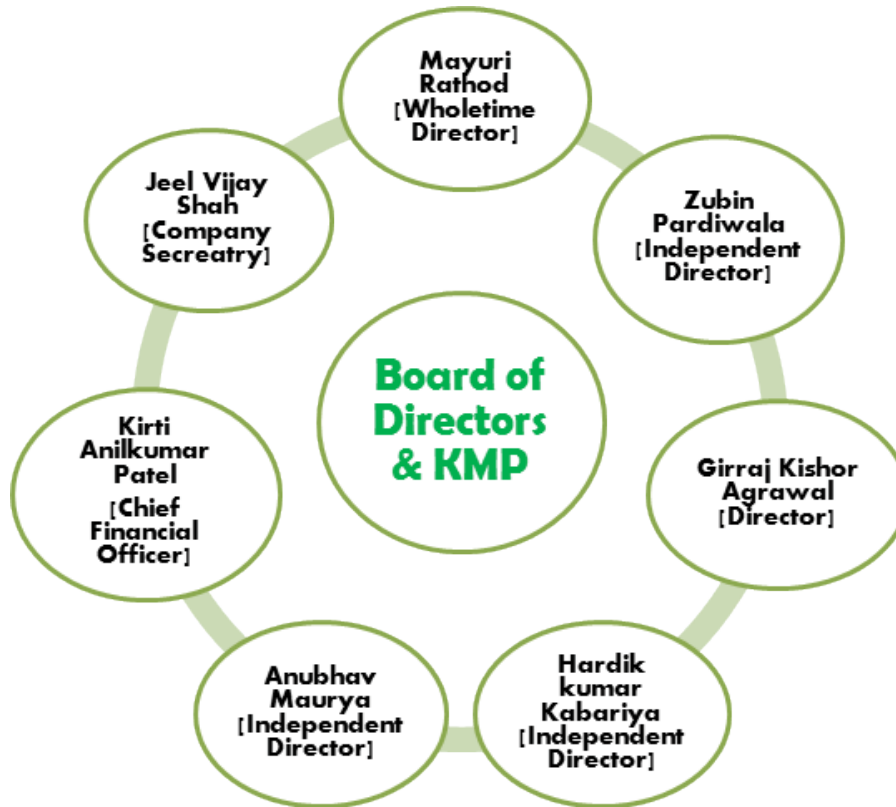 Mayuri
Rathod
[Wholetime
Director]
Zubin
Pardiwala
[Independent
Director]
Girraj Kishor
Agrawal
[Director]
Hardik
kumar
Kabariya
[Independent
Director]
Anubhav
Maurya
[Independent
Director]
Kirti
Anilkumar
Patel
[Chief
Financial
Officer]
Jeel Vijay
Shah
[Company
Secreatry]
Board of
Directors
& KMP